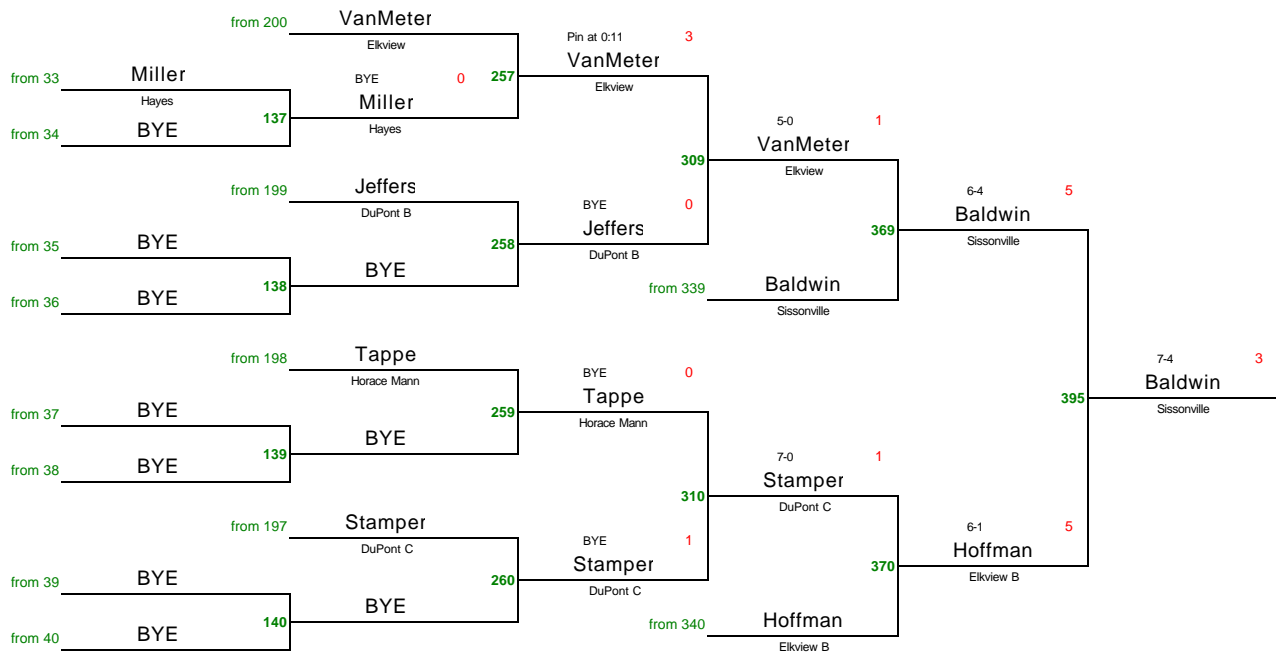 from 200
VanMeter
Elkview
Pin at 0:11
3
VanMeter
Elkview
from 33
Miller
Hayes
BYE
0
257
Miller
Hayes
137
from 34
BYE
5-0
1
VanMeter
Elkview
309
from 199
Jeffers
DuPont B
BYE
0
Jeffers
DuPont B
6-4
5
Baldwin
Sissonville
369
from 35
BYE
258
BYE
138
from 36
BYE
from 339
Baldwin
Sissonville
from 198
Tappe
Horace Mann
BYE
0
Tappe
Horace Mann
7-4
3
Baldwin
Sissonville
395
from 37
BYE
259
BYE
139
from 38
BYE
7-0
1
Stamper
DuPont C
310
from 197
Stamper
DuPont C
BYE
1
Stamper
DuPont C
6-1
5
Hoffman
Elkview B
370
from 39
BYE
260
BYE
140
from 40
BYE
from 340
Hoffman
Elkview B